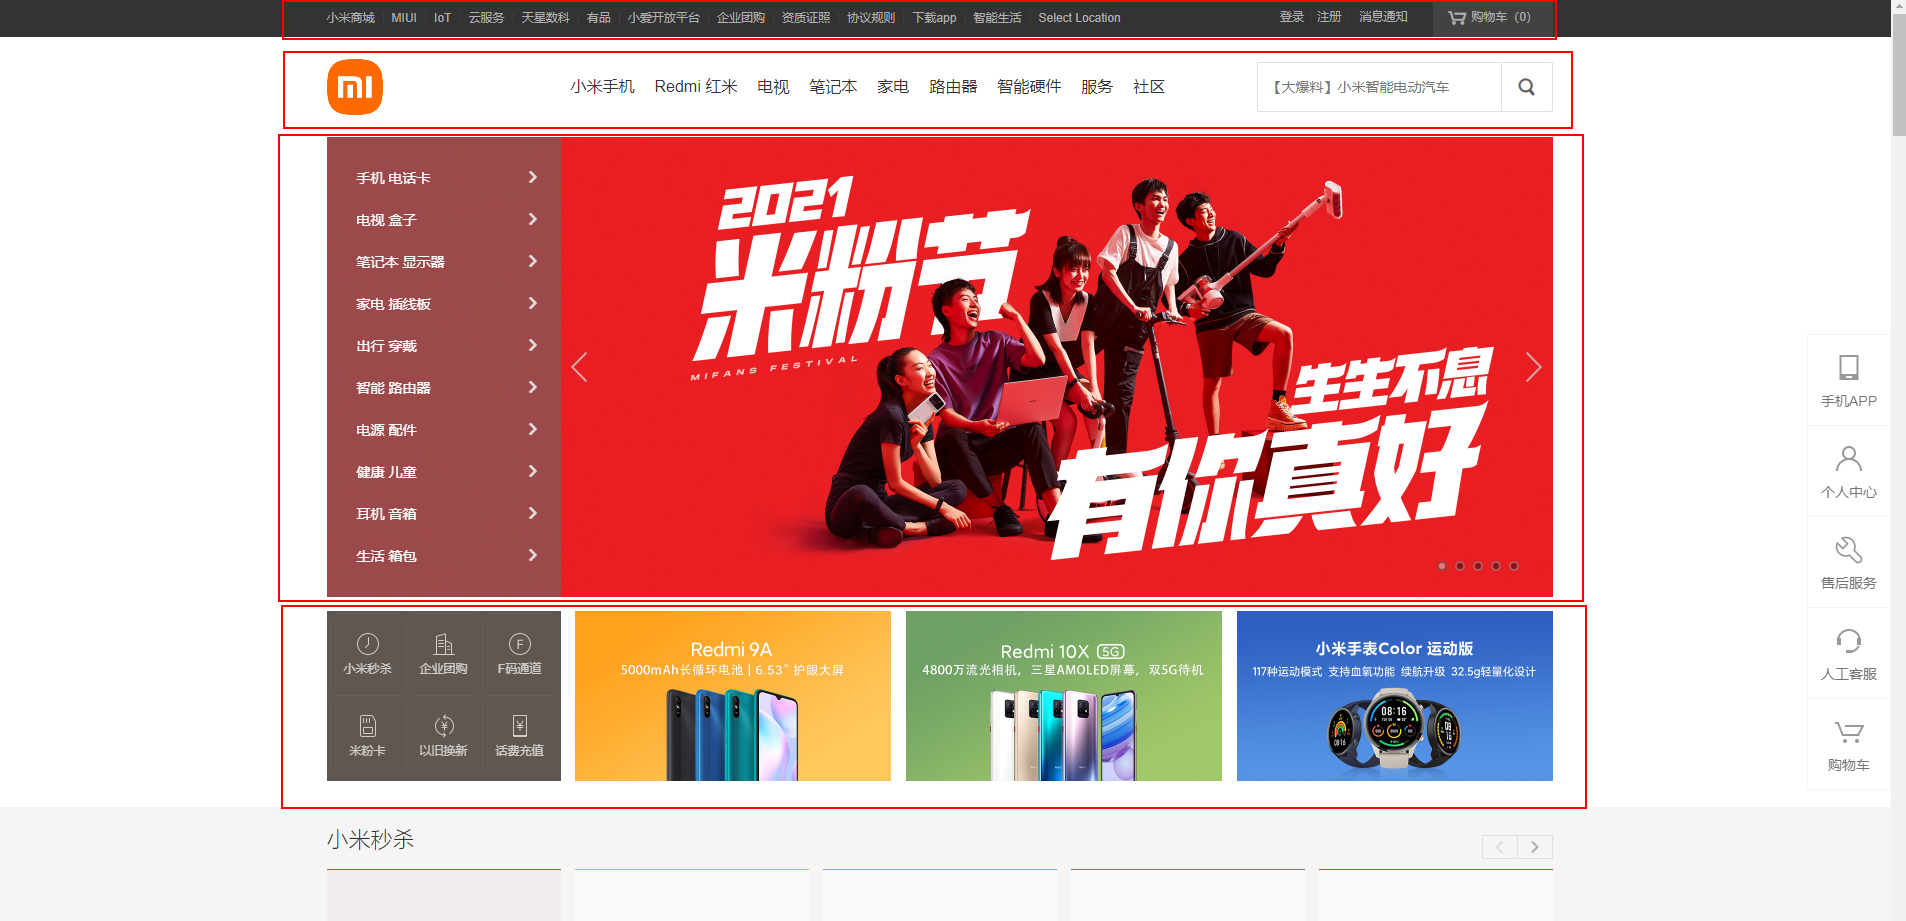 小米商城 MIUI IoT 云服务 天星数科 有品 小爱开放平台 企业团购 资质证照 协议规则 下载app 智能生活 Select Location 登录 注册 消息通知 购物车（0）
小米手机 Redmi 红米 电视 笔记本 家电 路由器 智能硬件 服务 社区 【大爆料】小米智能电动汽车
手机 电话卡
电视 盒子
笔记本 显示器
家电 插线板
出行 穿戴
智能 路由器
电源 配件
健康 儿童
耳机 音箱
生活 箱包
2021
米粉节
MIFANS FESTIVAL
生生不息
有你真好
手机APP
个人中心
售后服务
人工客服
购物车
小米秒杀 企业团购 F码通道
米粉卡 以旧换新 话费充值
Redmi 9A
5000mAh长循环电池 | 6.53" 护眼大屏
Redmi 10X 5G
4800万流光相机，三星AMOLED屏幕，双5G待机
小米手表Color 运动版
117种运动模式 支持血氧功能 续航升级 32.5g轻量化设计
08:16
小米秒杀